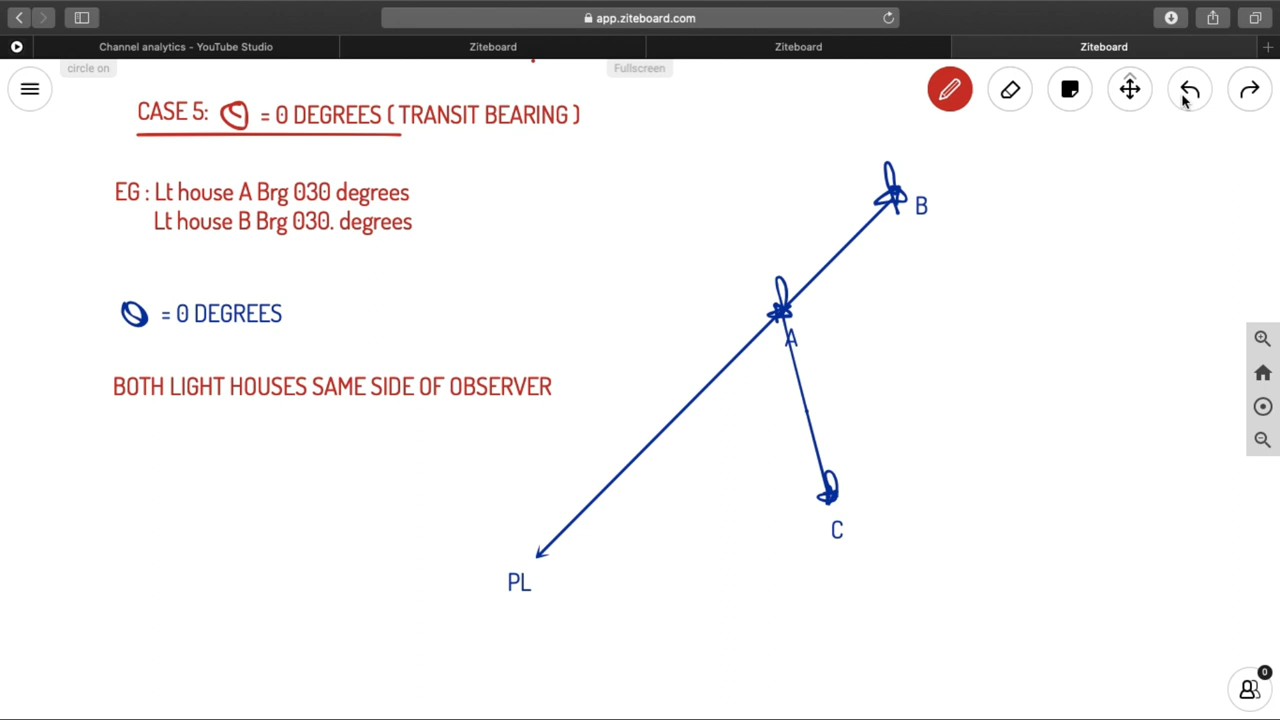 app.ziteboard.com
Channel analytics - YouTube Studio
Ziteboard
Ziteboard
Ziteboard
circle on
Fullscreen
CASE 5: = 0 DEGREES ( TRANSIT BEARING )
EG : Lt house A Brg 030 degrees
Lt house B Brg 030. degrees
= 0 DEGREES
BOTH LIGHT HOUSES SAME SIDE OF OBSERVER
B
A
C
PL
0